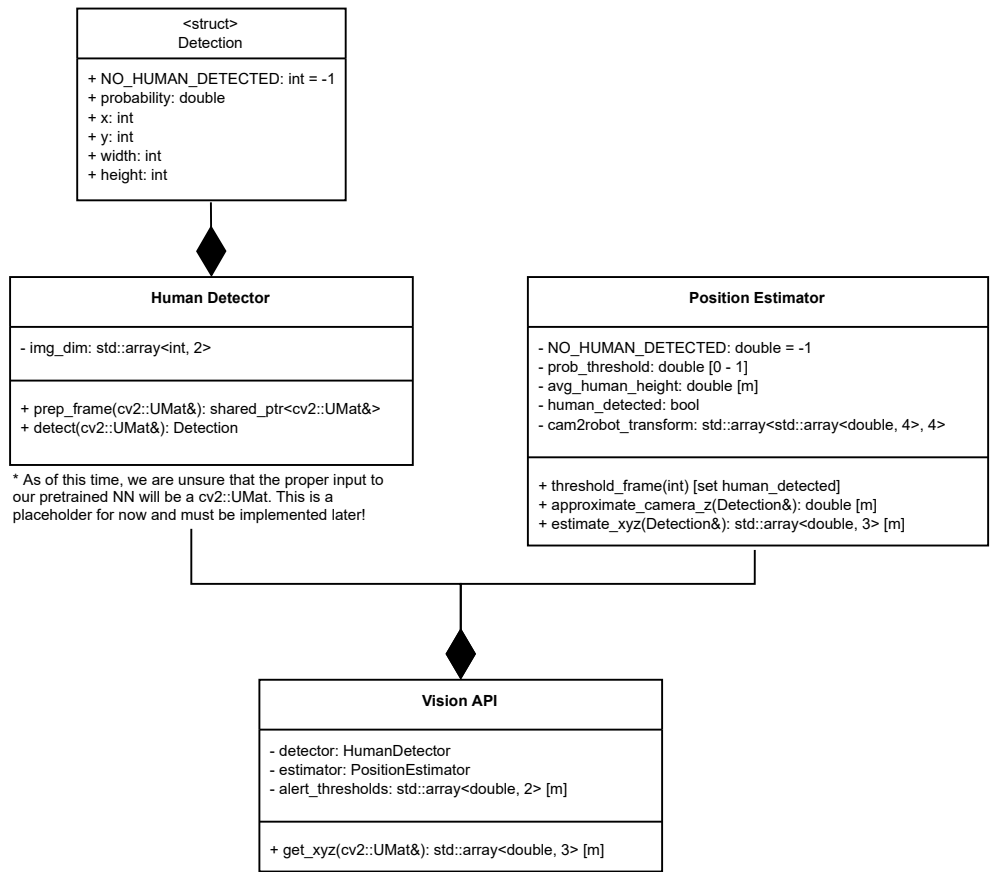 <struct>
Detection
+ NO_HUMAN_DETECTED: int = -1
+ probability: double
+ x: int
+ y: int
+ width: int
+ height: int
Human Detector
- img_dim: std::array<int, 2>
+ prep_frame(cv2::UMat&): shared_ptr<cv2::UMat&>
+ detect(cv2::UMat&): Detection
* As of this time, we are unsure that the proper input to
our pretrained NN will be a cv2::UMat. This is a
placeholder for now and must be implemented later!
Position Estimator
- NO_HUMAN_DETECTED: double = -1
- prob_threshold: double [0 - 1]
- avg_human_height: double [m]
- human_detected: bool
- cam2robot_transform: std::array<std::array<double, 4>, 4>
+ threshold_frame(int) [set human_detected]
+ approximate_camera_z(Detection&): double [m]
+ estimate_xyz(Detection&): std::array<double, 3> [m]
Vision API
- detector: HumanDetector
- estimator: PositionEstimator
- alert_thresholds: std::array<double, 2> [m]
+ get_xyz(cv2::UMat&): std::array<double, 3> [m]